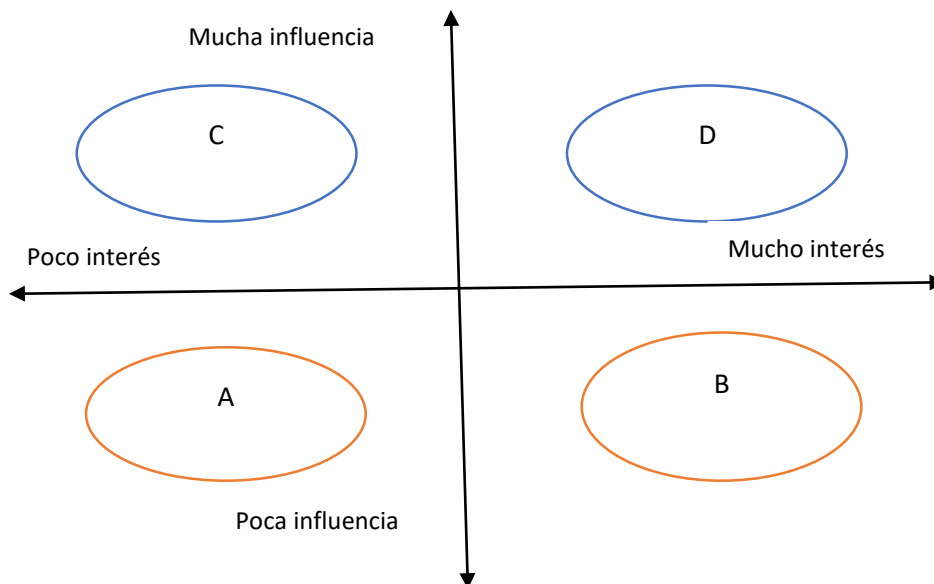 Mucha influencia
C
D
Poco interés
Mucho interés
A
B
Poca influencia